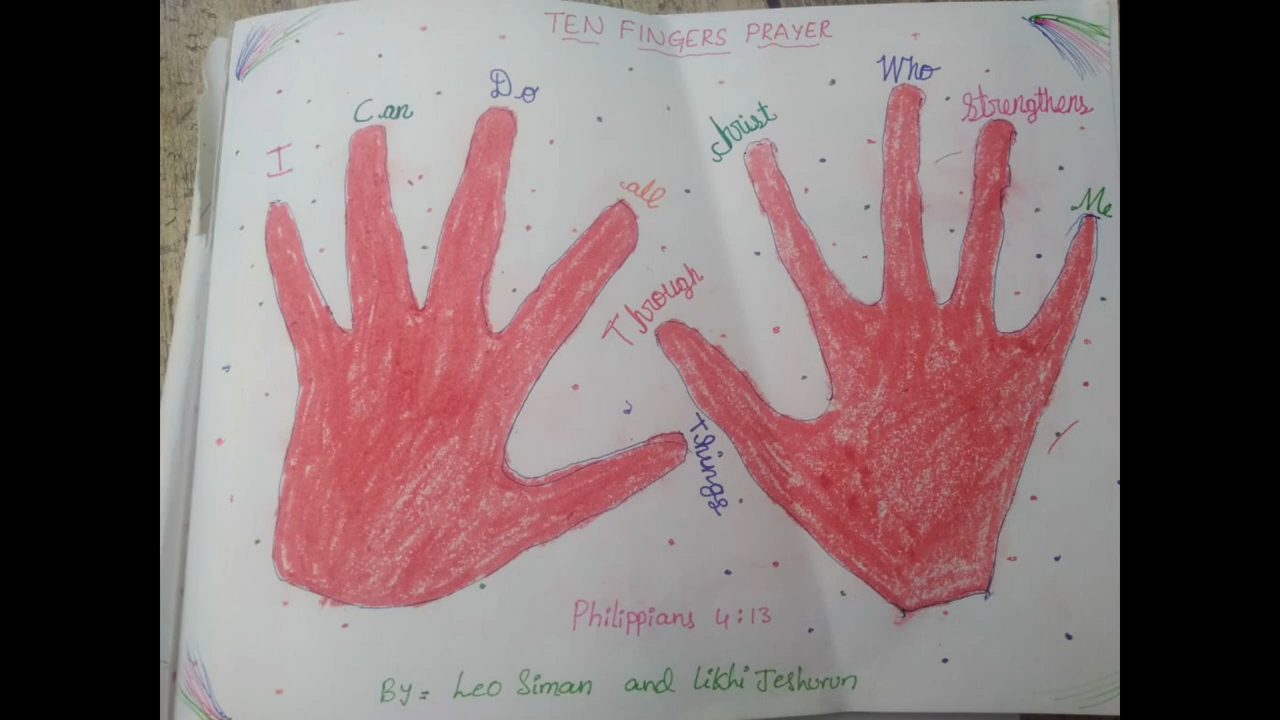 TEN FINGERS PRAYER
I
Can
Do
all
Things
Through
Christ
Who
Strengthens
Me
Philippians 4:13
By = Leo Siman and Likhi Jeshurun